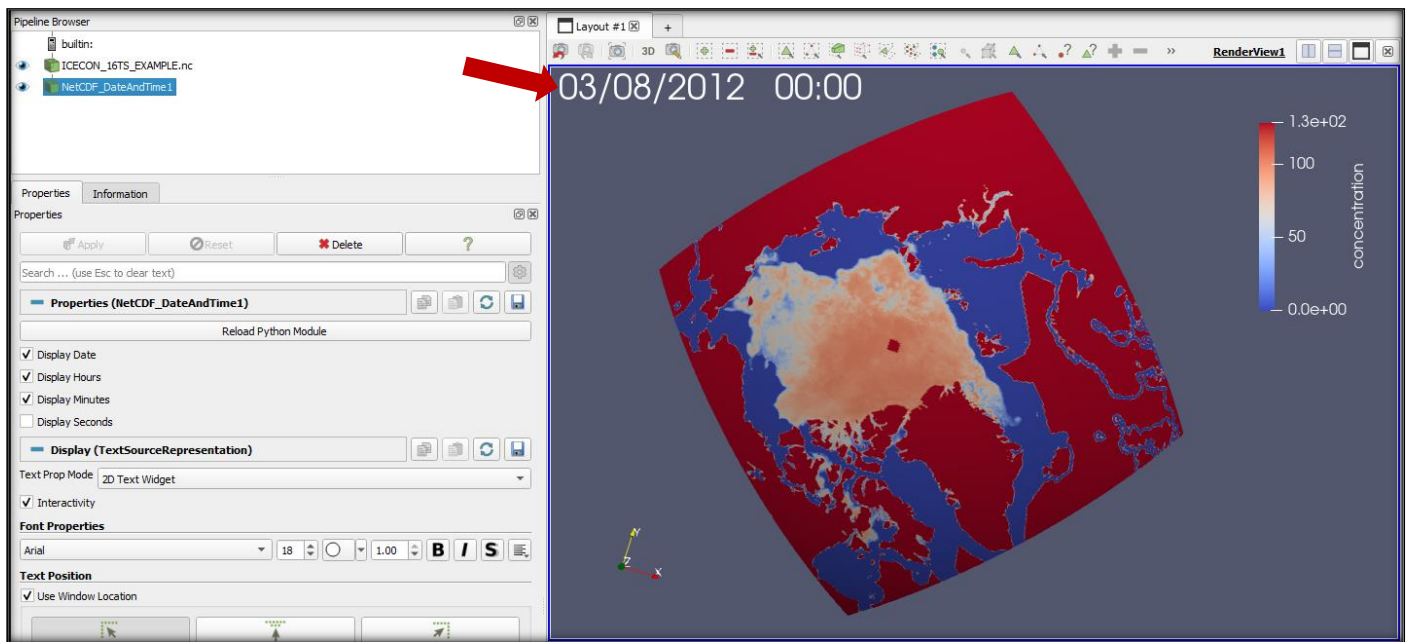 Pipeline Browser
builtin:
ICECON_16TS_EXAMPLE.nc
NetCDF_DateAndTime1
Properties Information
Properties
Apply Reset Delete ?
Search ... (use Esc to clear text)
Properties (NetCDF_DateAndTime1)
Reload Python Module
Display Date
Display Hours
Display Minutes
Display Seconds
Display (TextSourceRepresentation)
Text Prop Mode 2D Text Widget
Interactivity
Font Properties
Arial 18 1.00 B I S
Text Position
Use Window Location
Layout #1 +
3D ? ? » RenderView1
03/08/2012 00:00
1.3e+02
100
50
0.0e+00
concentration
Y
Z X